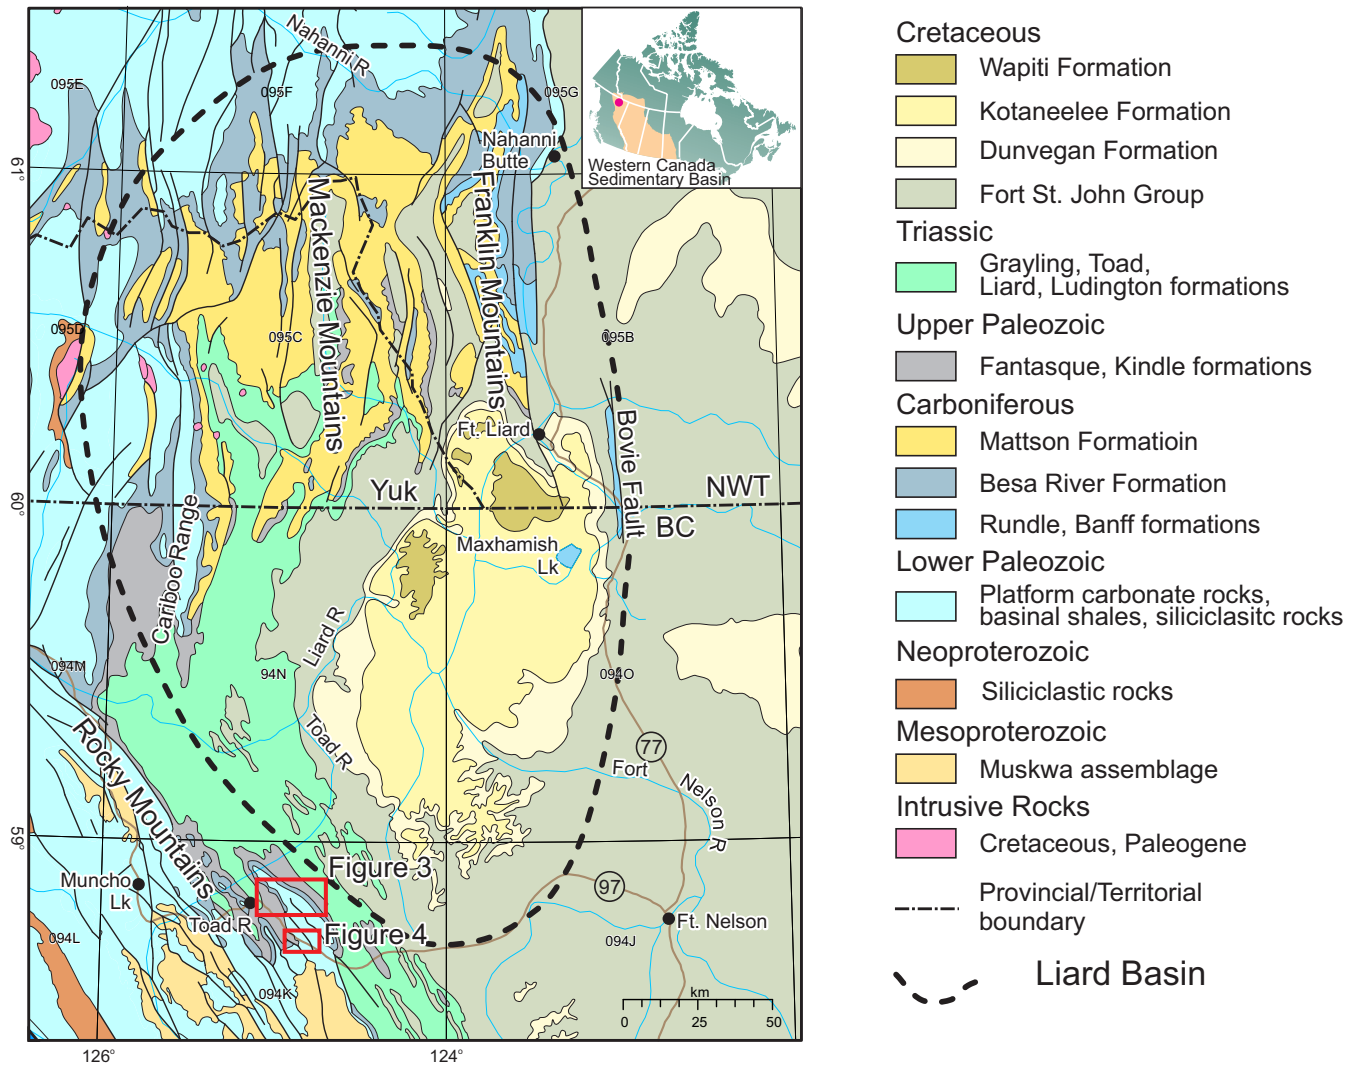 Nahanni R
095E
095F
095G
Nahanni
Butte
Western Canada
Sedimentary Basin
61°
Mackenzie Mountains
Franklin Mountains
095D
095C
095B
Ft. Liard
Bovie Fault
Yuk
NWT
60°
BC
Maxhamish
Lk
Cariboo Range
Liard R
094M
94N
094O
Toad R
Rocky Mountains
77
Fort
Nelson R
59°
Figure 3
Muncho
Lk
97
Toad R
Figure 4
Ft. Nelson
094L
094J
094K
km
0 25 50
126° 124°
Cretaceous
Wapiti Formation
Kotaneelee Formation
Dunvegan Formation
Fort St. John Group
Triassic
Grayling, Toad,
Liard, Ludington formations
Upper Paleozoic
Fantasque, Kindle formations
Carboniferous
Mattson Formatioin
Besa River Formation
Rundle, Banff formations
Lower Paleozoic
Platform carbonate rocks,
basinal shales, siliciclasitc rocks
Neoproterozoic
Siliciclastic rocks
Mesoproterozoic
Muskwa assemblage
Intrusive Rocks
Cretaceous, Paleogene
Provincial/Territorial
boundary
Liard Basin